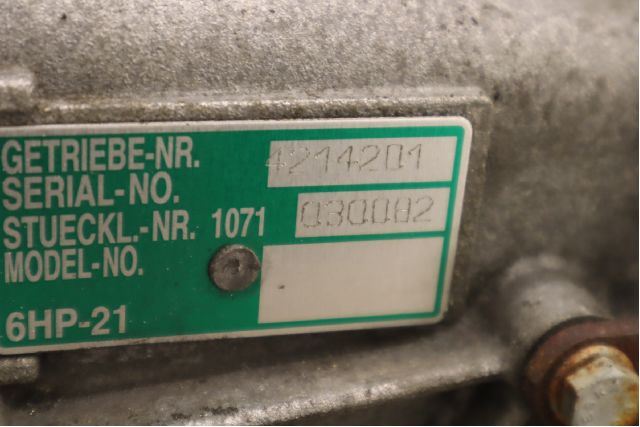 GETRIEBE-NR. 4214201
SERIAL-NO.
STUECKL.-NR. 1071 030082
MODEL-NO.
6HP-21